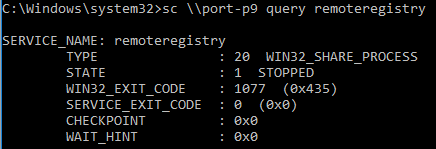 C:\Windows\system32>sc \\port-p9 query remoteregistry
SERVICE_NAME: remoteregistry
TYPE : 20 WIN32_SHARE_PROCESS
STATE : 1 STOPPED
WIN32_EXIT_CODE : 1077 (0x435)
SERVICE_EXIT_CODE : 0 (0x0)
CHECKPOINT : 0x0
WAIT_HINT : 0x0